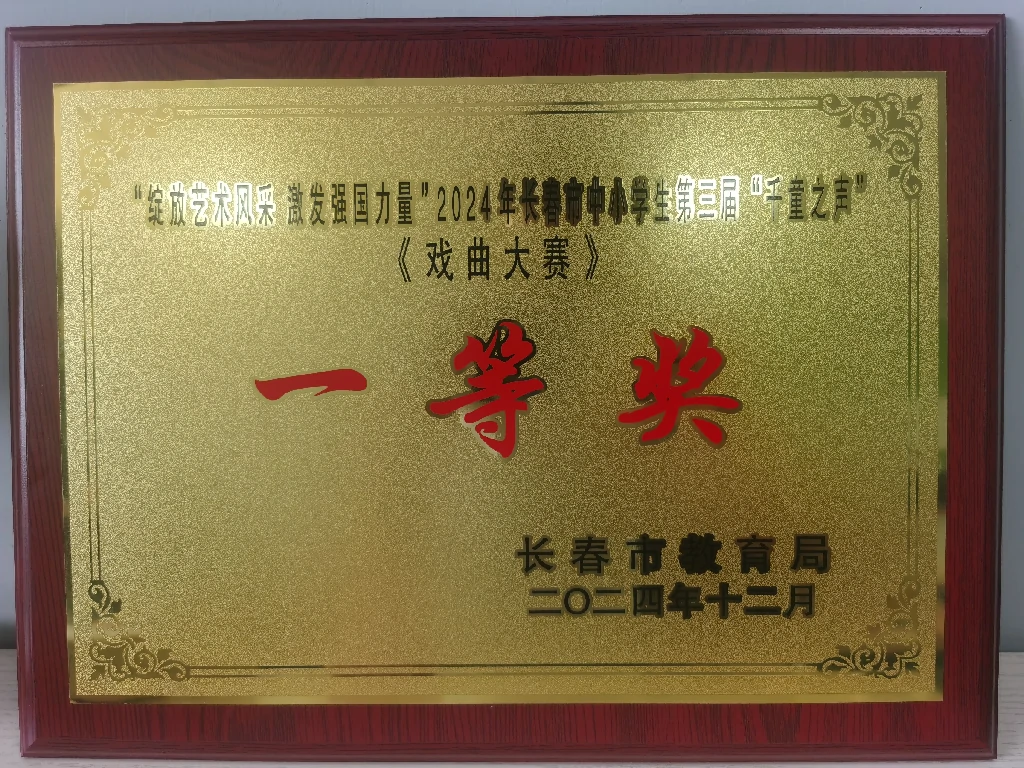 “绽放艺术风采 激发强国力量”2024年长春市中小学生第三届“千童之声”
《戏曲大赛》
一等奖
长春市教育局
二〇二四年十二月